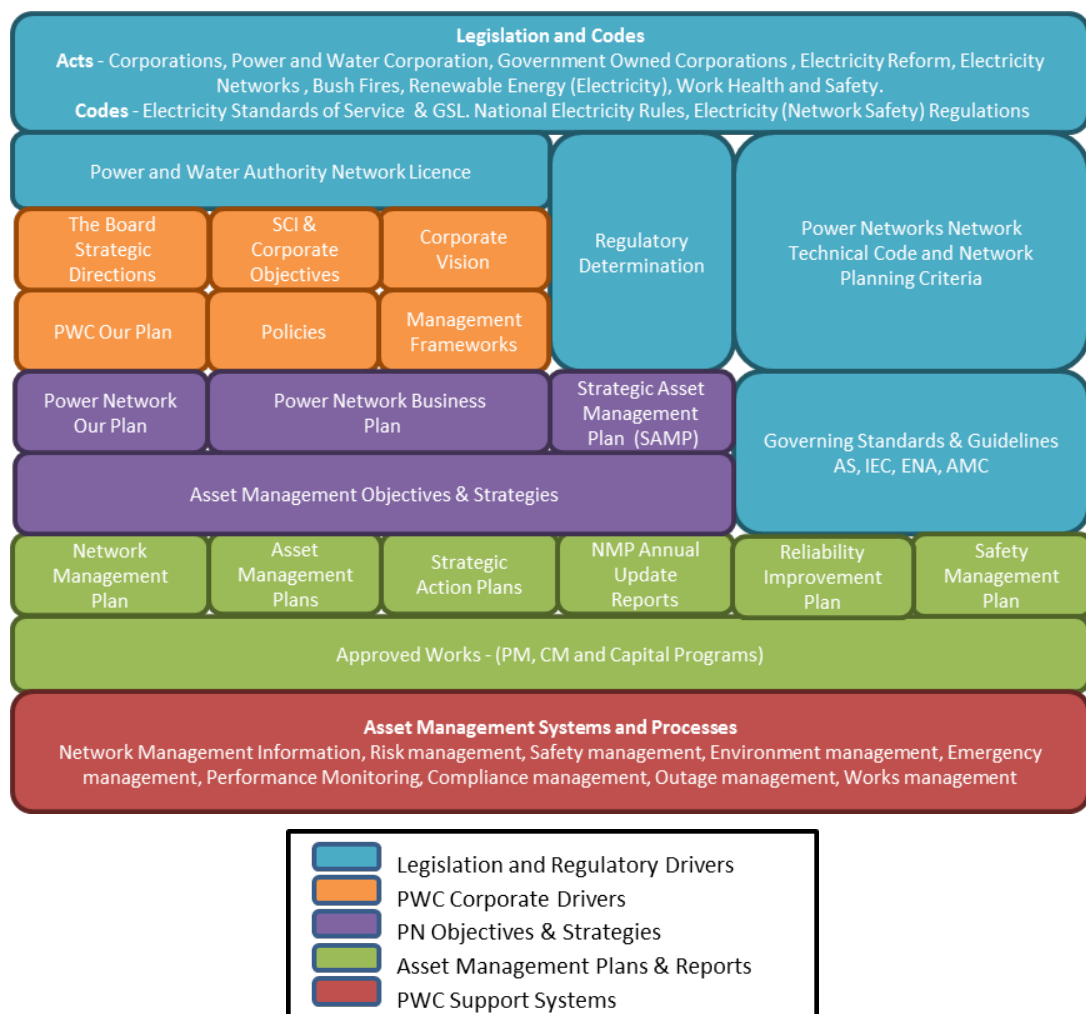 Legislation and Codes
Acts - Corporations, Power and Water Corporation, Government Owned Corporations , Electricity Reform, Electricity
Networks , Bush Fires, Renewable Energy (Electricity), Work Health and Safety.
Codes - Electricity Standards of Service & GSL. National Electricity Rules, Electricity (Network Safety) Regulations
Power and Water Authority Network Licence
The Board
Strategic
Directions
SCI &
Corporate
Objectives
Corporate
Vision
Regulatory
Determination
Power Networks Network
Technical Code and Network
Planning Criteria
PWC Our Plan
Policies
Management
Frameworks
Power Network
Our Plan
Power Network Business
Plan
Strategic Asset
Management
Plan (SAMP)
Governing Standards & Guidelines
AS, IEC, ENA, AMC
Asset Management Objectives & Strategies
Network
Management
Plan
Asset
Management
Plans
Strategic
Action Plans
NMP Annual
Update
Reports
Reliability
Improvement
Plan
Safety
Management
Plan
Approved Works - (PM, CM and Capital Programs)
Asset Management Systems and Processes
Network Management Information, Risk management, Safety management, Environment management, Emergency
management, Performance Monitoring, Compliance management, Outage management, Works management
Legislation and Regulatory Drivers
PWC Corporate Drivers
PN Objectives & Strategies
Asset Management Plans & Reports
PWC Support Systems